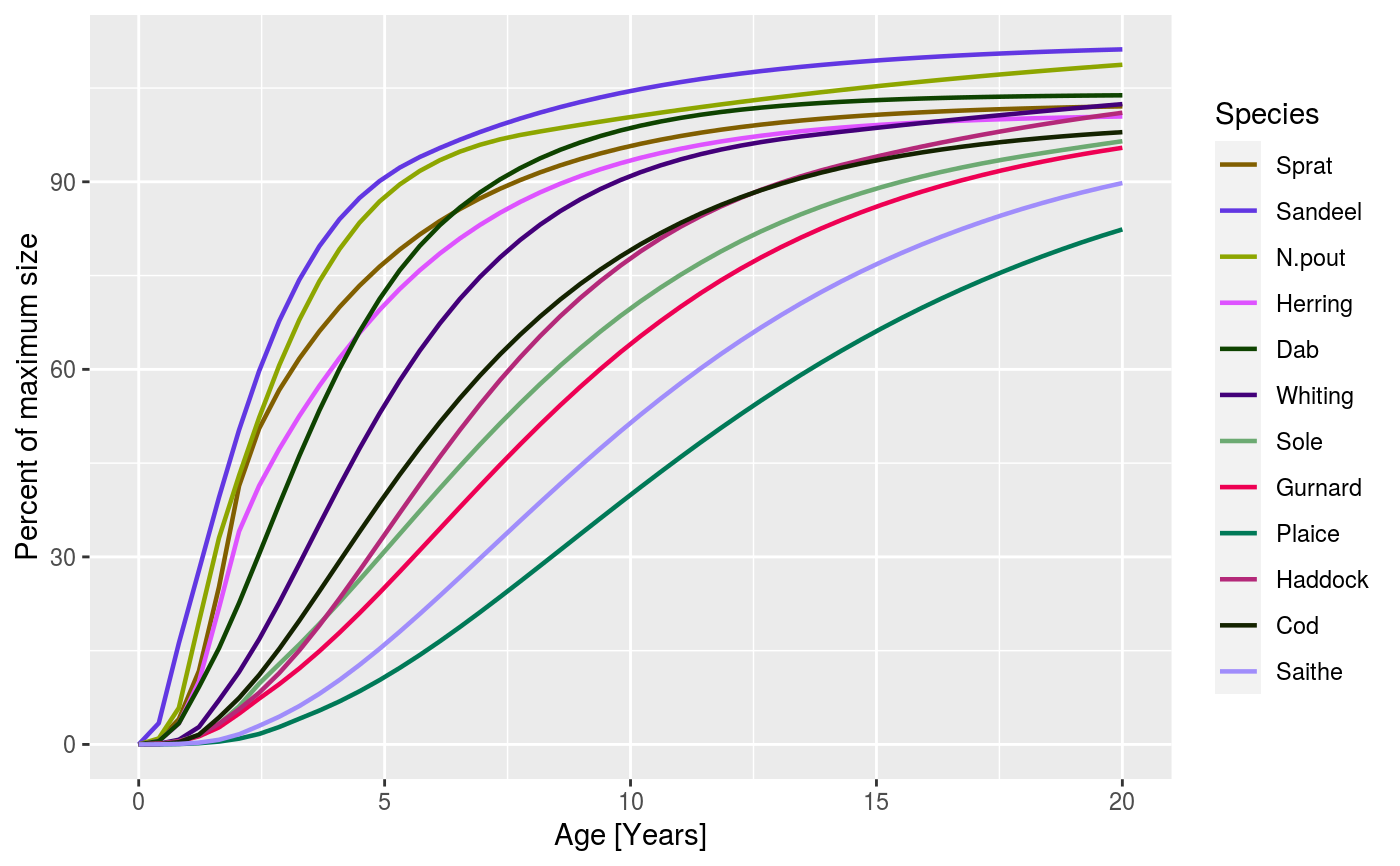 Percent of maximum size
90
60
30
0
0 5 10 15 20
Age [Years]
Species
Sprat
Sandeel
N.pout
Herring
Dab
Whiting
Sole
Gurnard
Plaice
Haddock
Cod
Saithe